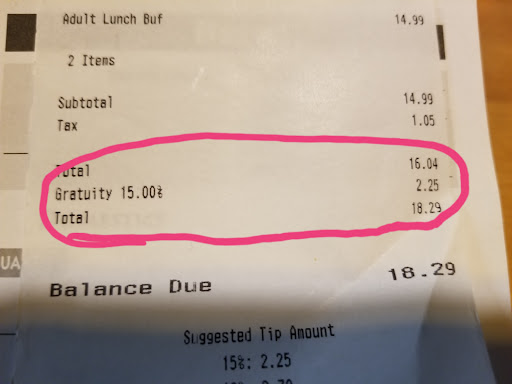 Adult Lunch Buf 14.99
2 Items
Subtotal 14.99
Tax 1.05
Total 16.04
Gratuity 15.00% 2.25
Total 18.29
UA
Balance Due 18.29
Suggested Tip Amount
15%: 2.25